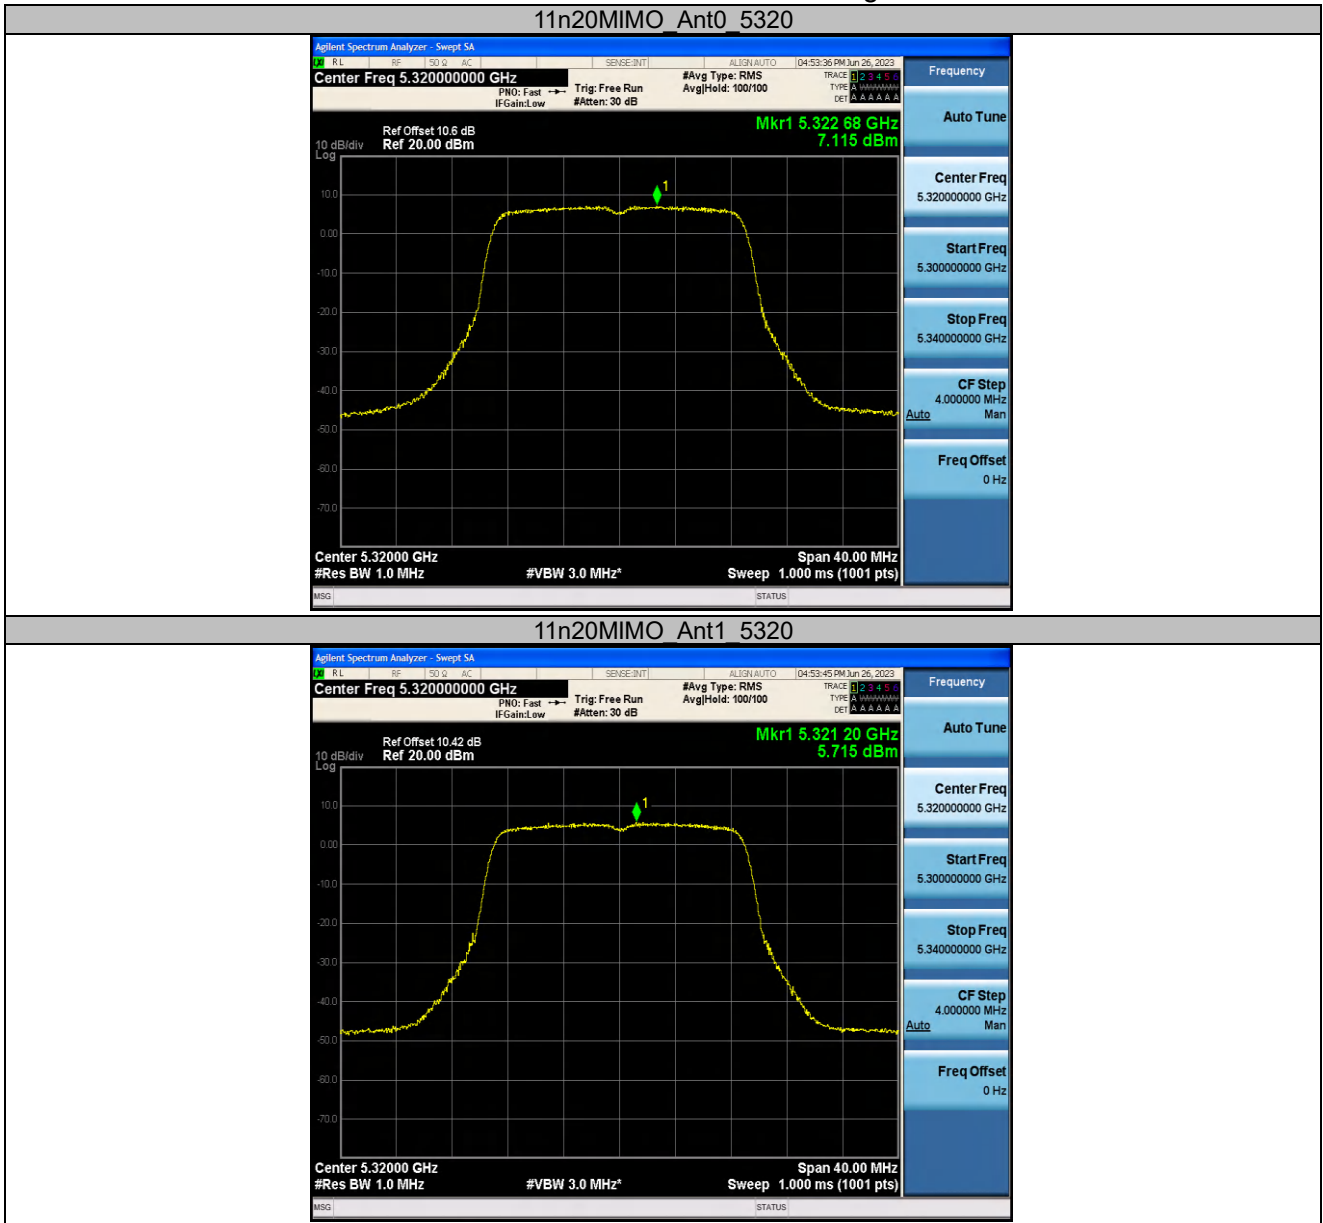 11n20MIMO_Ant0_5320
Agilent Spectrum Analyzer - Swept SA
RL RF 50 Ω AC SENSE:INT ALIGN AUTO 04:53:36 PM Jun 26, 2023
Center Freq 5.320000000 GHz
PNO: Fast
IFGain:Low
Trig: Free Run
#Atten: 30 dB
#Avg Type: RMS
Avg|Hold: 100/100
TRACE 1 2 3 4 5 6
TYPE A WWWWW
DET A A A A A A
Frequency
Mkr1 5.322 68 GHz
7.115 dBm
Ref Offset 10.6 dB
10 dB/div Ref 20.00 dBm
Log
1
10.0
0.00
-10.0
-20.0
-30.0
-40.0
-50.0
-60.0
-70.0
Center 5.32000 GHz Span 40.00 MHz
#Res BW 1.0 MHz #VBW 3.0 MHz* Sweep 1.000 ms (1001 pts)
MSG STATUS
Auto Tune
Center Freq
5.320000000 GHz
Start Freq
5.300000000 GHz
Stop Freq
5.340000000 GHz
CF Step
4.000000 MHz
Auto Man
Freq Offset
0 Hz
11n20MIMO_Ant1_5320
Agilent Spectrum Analyzer - Swept SA
RL RF 50 Ω AC SENSE:INT ALIGN AUTO 04:53:45 PM Jun 26, 2023
Center Freq 5.320000000 GHz
PNO: Fast
IFGain:Low
Trig: Free Run
#Atten: 30 dB
#Avg Type: RMS
Avg|Hold: 100/100
TRACE 1 2 3 4 5 6
TYPE A WWWWW
DET A A A A A A
Frequency
Mkr1 5.321 20 GHz
5.715 dBm
Ref Offset 10.42 dB
10 dB/div Ref 20.00 dBm
Log
1
10.0
0.00
-10.0
-20.0
-30.0
-40.0
-50.0
-60.0
-70.0
Center 5.32000 GHz Span 40.00 MHz
#Res BW 1.0 MHz #VBW 3.0 MHz* Sweep 1.000 ms (1001 pts)
MSG STATUS
Auto Tune
Center Freq
5.320000000 GHz
Start Freq
5.300000000 GHz
Stop Freq
5.340000000 GHz
CF Step
4.000000 MHz
Auto Man
Freq Offset
0 Hz